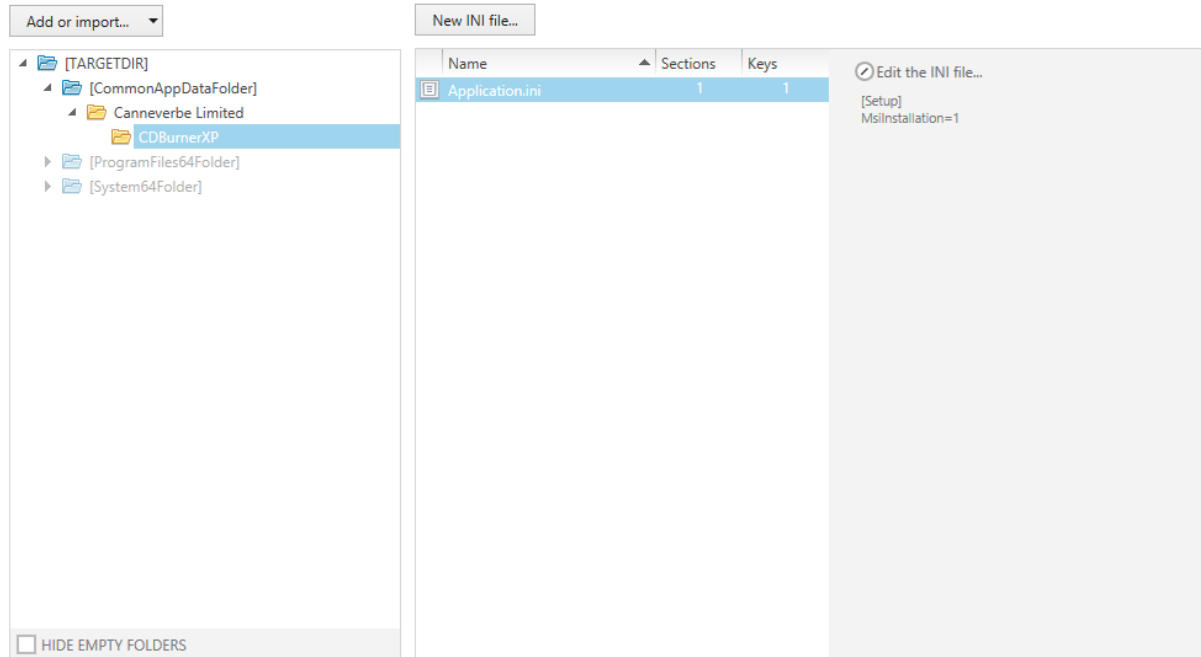 Add or import...
[TARGETDIR]
[CommonAppDataFolder]
Canneverbe Limited
CDBurnerXP
[ProgramFiles64Folder]
[System64Folder]
HIDE EMPTY FOLDERS
New INI file...
Name Sections Keys
Application.ini 1 1
Edit the INI file...
[Setup]
MsiInstallation=1